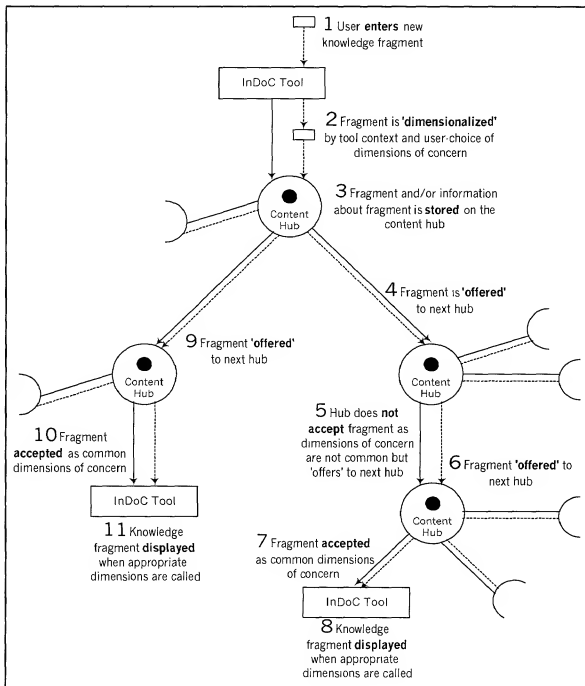 1 User enters new
knowledge fragment
InDoC Tool
2 Fragment is 'dimensionalized'
by tool context and user-choice of
dimensions of concern
3 Fragment and/or information
about fragment is stored on the
content hub
Content
Hub
4 Fragment is 'offered'
to next hub
9 Fragment 'offered'
to next hub
Content
Hub
Content
Hub
5 Hub does not
accept fragment as
dimensions of concern
are not common but
'offers' to next hub
10 Fragment
accepted as common
dimensions of concern
6 Fragment 'offered' to
next hub
InDoC Tool
Content
Hub
11 Knowledge
fragment displayed
when appropriate
dimensions are called
7 Fragment accepted
as common dimensions
of concern
InDoC Tool
8 Knowledge
fragment displayed
when appropriate
dimensions are called